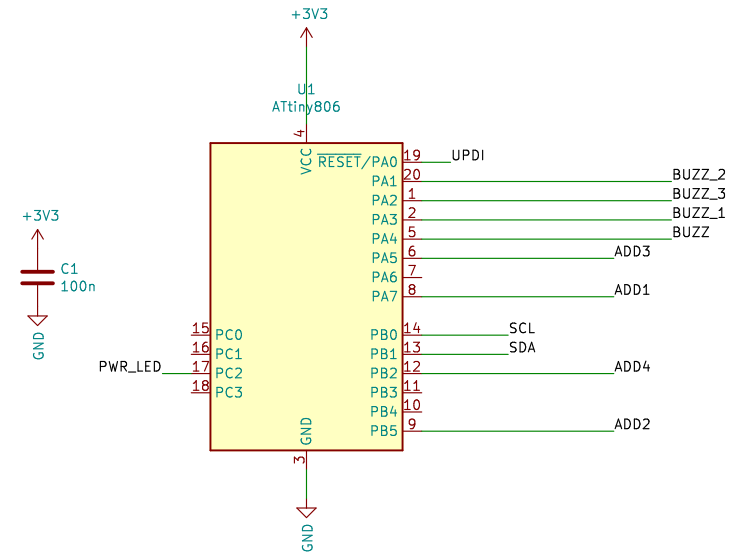 +3V3
U1
ATtiny806
4
VCC
RESET/PA0 19 UPDI
PA1 20 BUZZ_2
PA2 1 BUZZ_3
PA3 2 BUZZ_1
PA4 5 BUZZ
PA5 6 ADD3
PA6 7
PA7 8 ADD1
+3V3
C1
100n
GND
15 PC0 PB0 14 SCL
16 PC1 PB1 13 SDA
PWR_LED 17 PC2 PB2 12 ADD4
18 PC3 PB3 11
PB4 10
PB5 9 ADD2
GND
3
GND